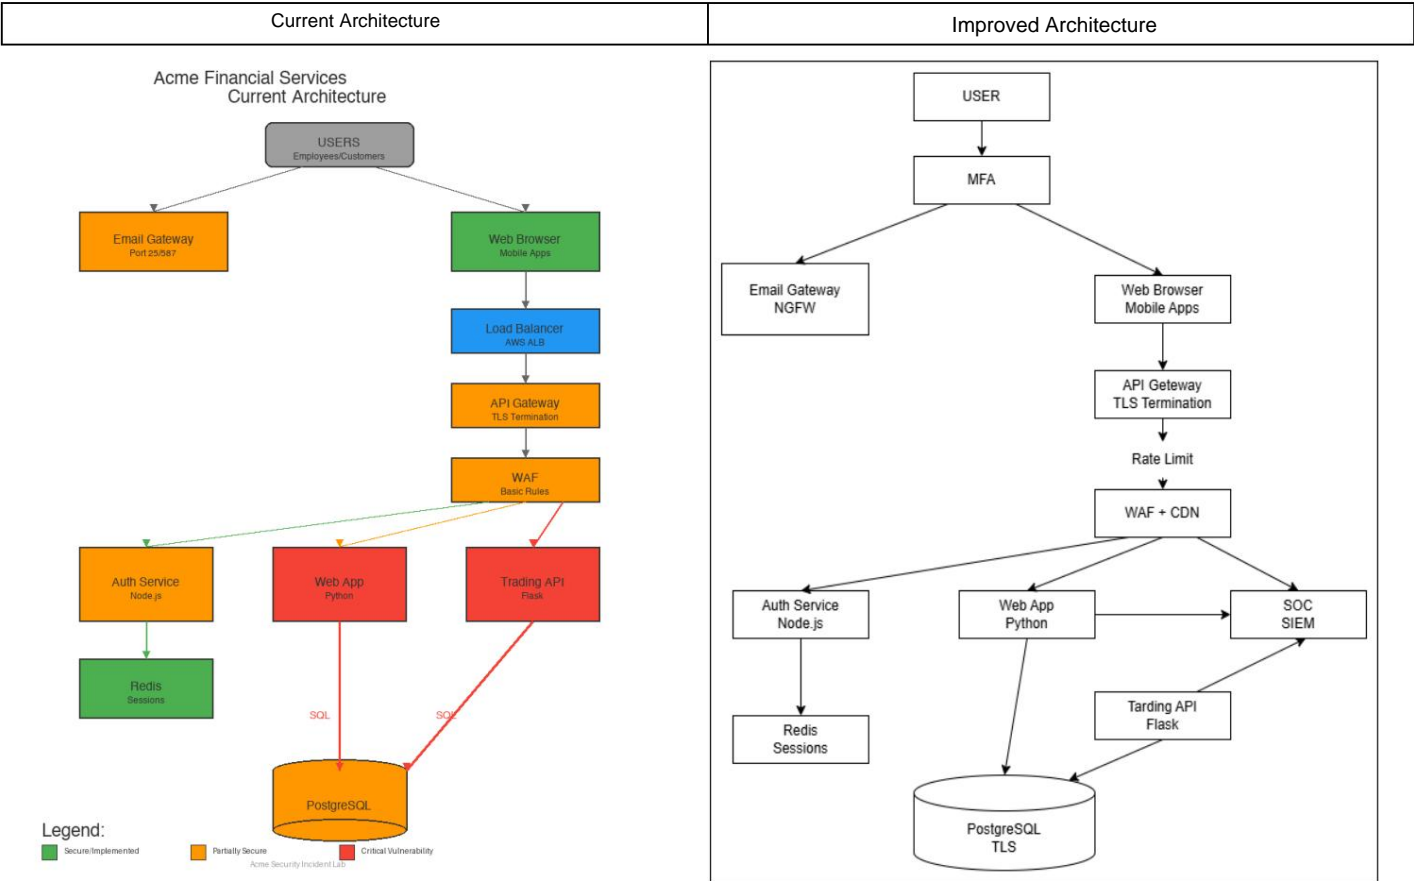 Current Architecture
Improved Architecture
Acme Financial Services
Current Architecture
USERS
Employees/Customers
Email Gateway
Port 25/587
Web Browser
Mobile Apps
Load Balancer
AWS ALB
API Gateway
TLS Termination
WAF
Basic Rules
Auth Service
Node.js
Web App
Python
Trading API
Flask
Redis
Sessions
SQL
SQL
PostgreSQL
Legend:
Secure/Implemented
Partially Secure
Critical Vulnerability
Acme Security Incident Lab
USER
MFA
Email Gateway
NGFW
Web Browser
Mobile Apps
API Geteway
TLS Termination
Rate Limit
WAF + CDN
Auth Service
Node.js
Web App
Python
SOC
SIEM
Redis
Sessions
Tarding API
Flask
PostgreSQL
TLS